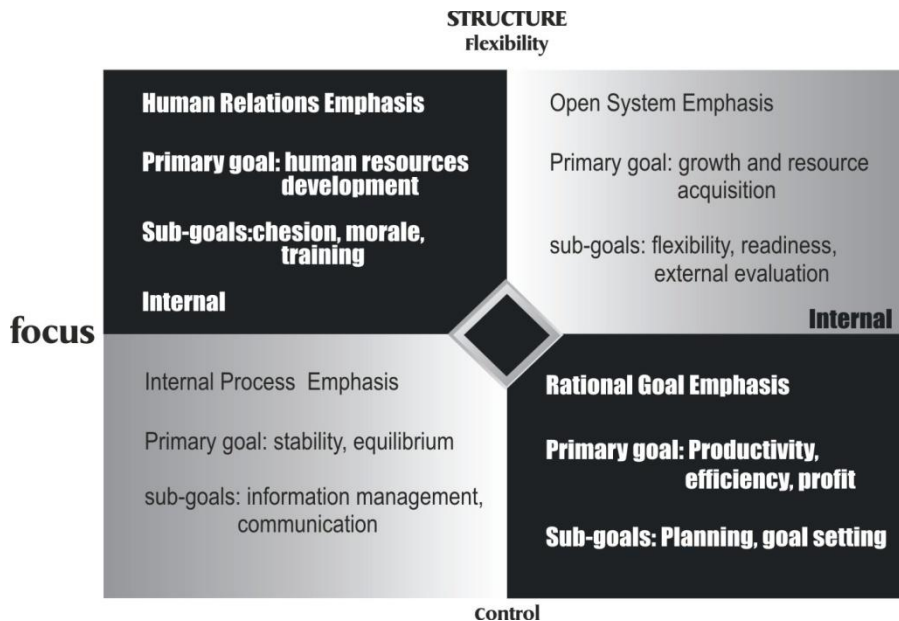 STRUCTURE
Flexibility
Human Relations Emphasis
Primary goal: human resources
development
Sub-goals:chesion, morale,
training
Internal
Open System Emphasis
Primary goal: growth and resource
acquisition
sub-goals: flexibility, readiness,
external evaluation
Internal
focus
Internal Process Emphasis
Primary goal: stability, equilibrium
sub-goals: information management,
communication
Rational Goal Emphasis
Primary goal: Productivity,
efficiency, profit
Sub-goals: Planning, goal setting
Control